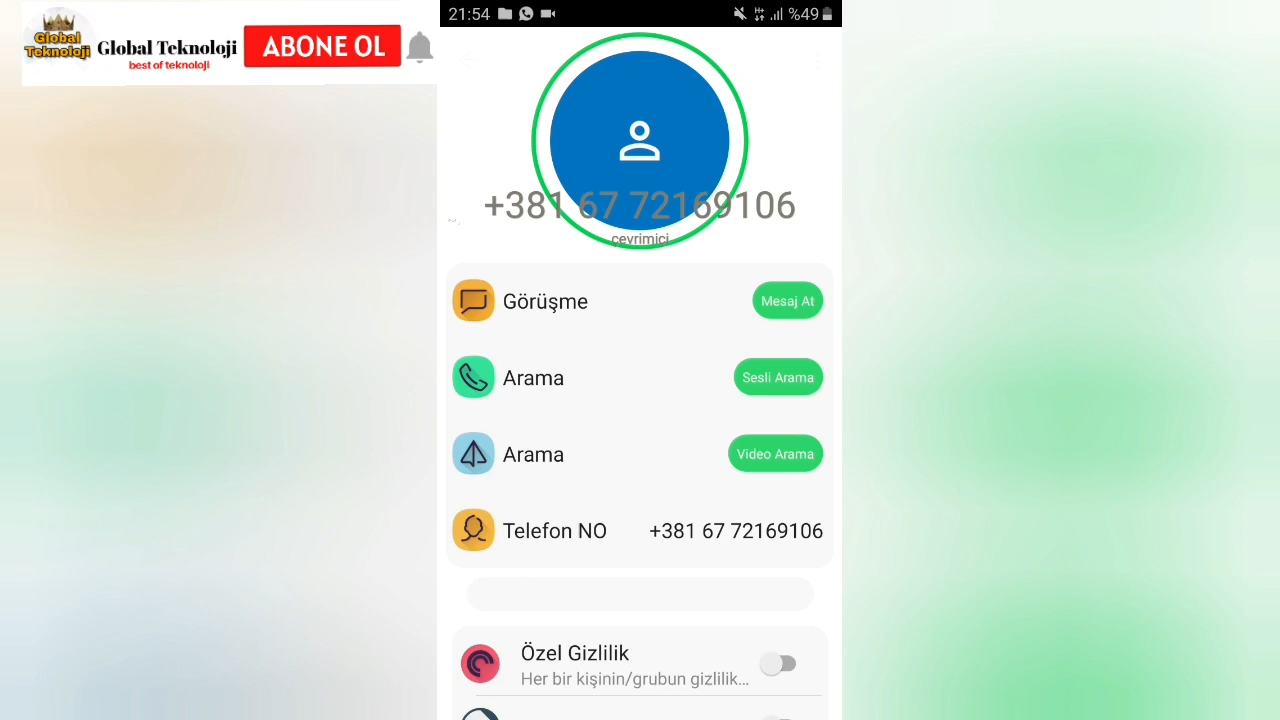 Global
Teknoloji
Global Teknoloji
best of teknoloji
ABONE OL
21:54
%49
+381 67 72169106
çevrimiçi
Görüşme
Mesaj At
Arama
Sesli Arama
Arama
Video Arama
Telefon NO
+381 67 72169106
Özel Gizlilik
Her bir kişinin/grubun gizlilik...